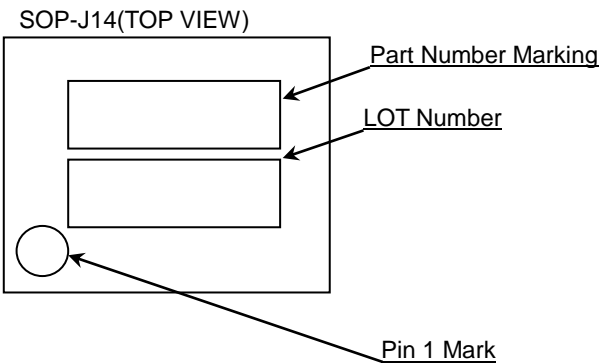 SOP-J14(TOP VIEW)
Part Number Marking
LOT Number
Pin 1 Mark